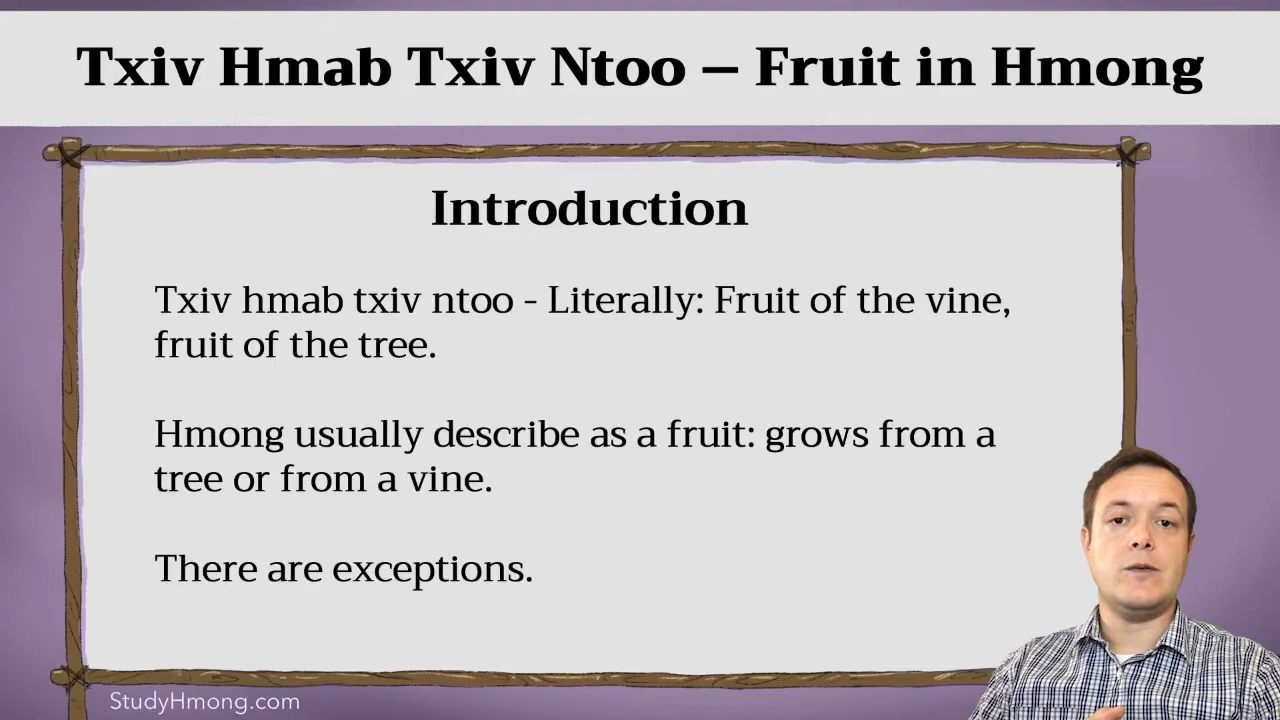 Txiv Hmab Txiv Ntoo – Fruit in Hmong
Introduction
Txiv hmab txiv ntoo - Literally: Fruit of the vine,
fruit of the tree.
Hmong usually describe as a fruit: grows from a
tree or from a vine.
There are exceptions.
StudyHmong.com